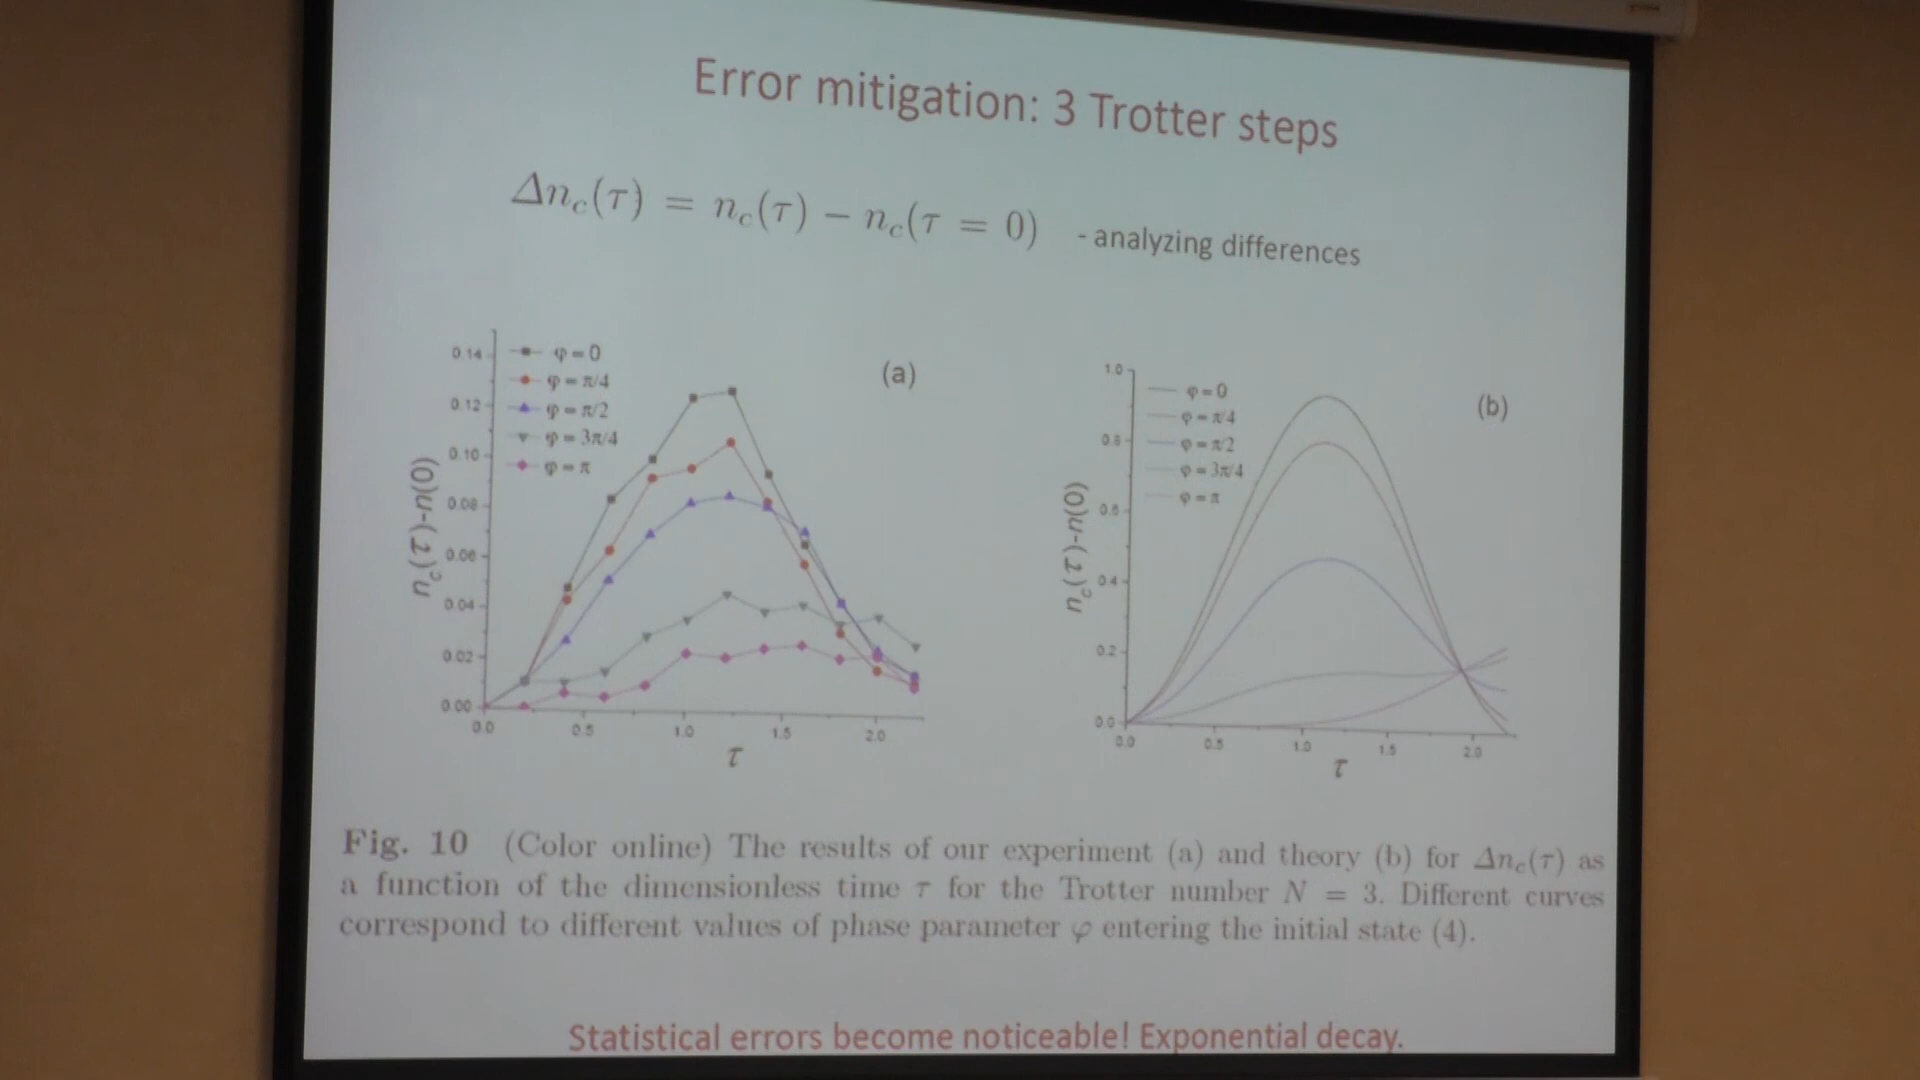 Error mitigation: 3 Trotter steps
Δn_c(τ) = n_c(τ) − n_c(τ = 0) - analyzing differences
(a)
φ = 0
φ = π/4
φ = π/2
φ = 3π/4
φ = π
0.14
0.12
0.10
0.08
0.06
0.04
0.02
0.00
n_c(τ)-n(0)
0.0 0.5 1.0 1.5 2.0
τ
(b)
φ = 0
φ = π/4
φ = π/2
φ = 3π/4
φ = π
1.0
0.8
0.6
0.4
0.2
0.0
n_c(τ)-n(0)
0.0 0.5 1.0 1.5 2.0
τ
Fig. 10 (Color online) The results of our experiment (a) and theory (b) for Δn_c(τ) as
a function of the dimensionless time τ for the Trotter number N = 3. Different curves
correspond to different values of phase parameter φ entering the initial state (4).
Statistical errors become noticeable! Exponential decay.